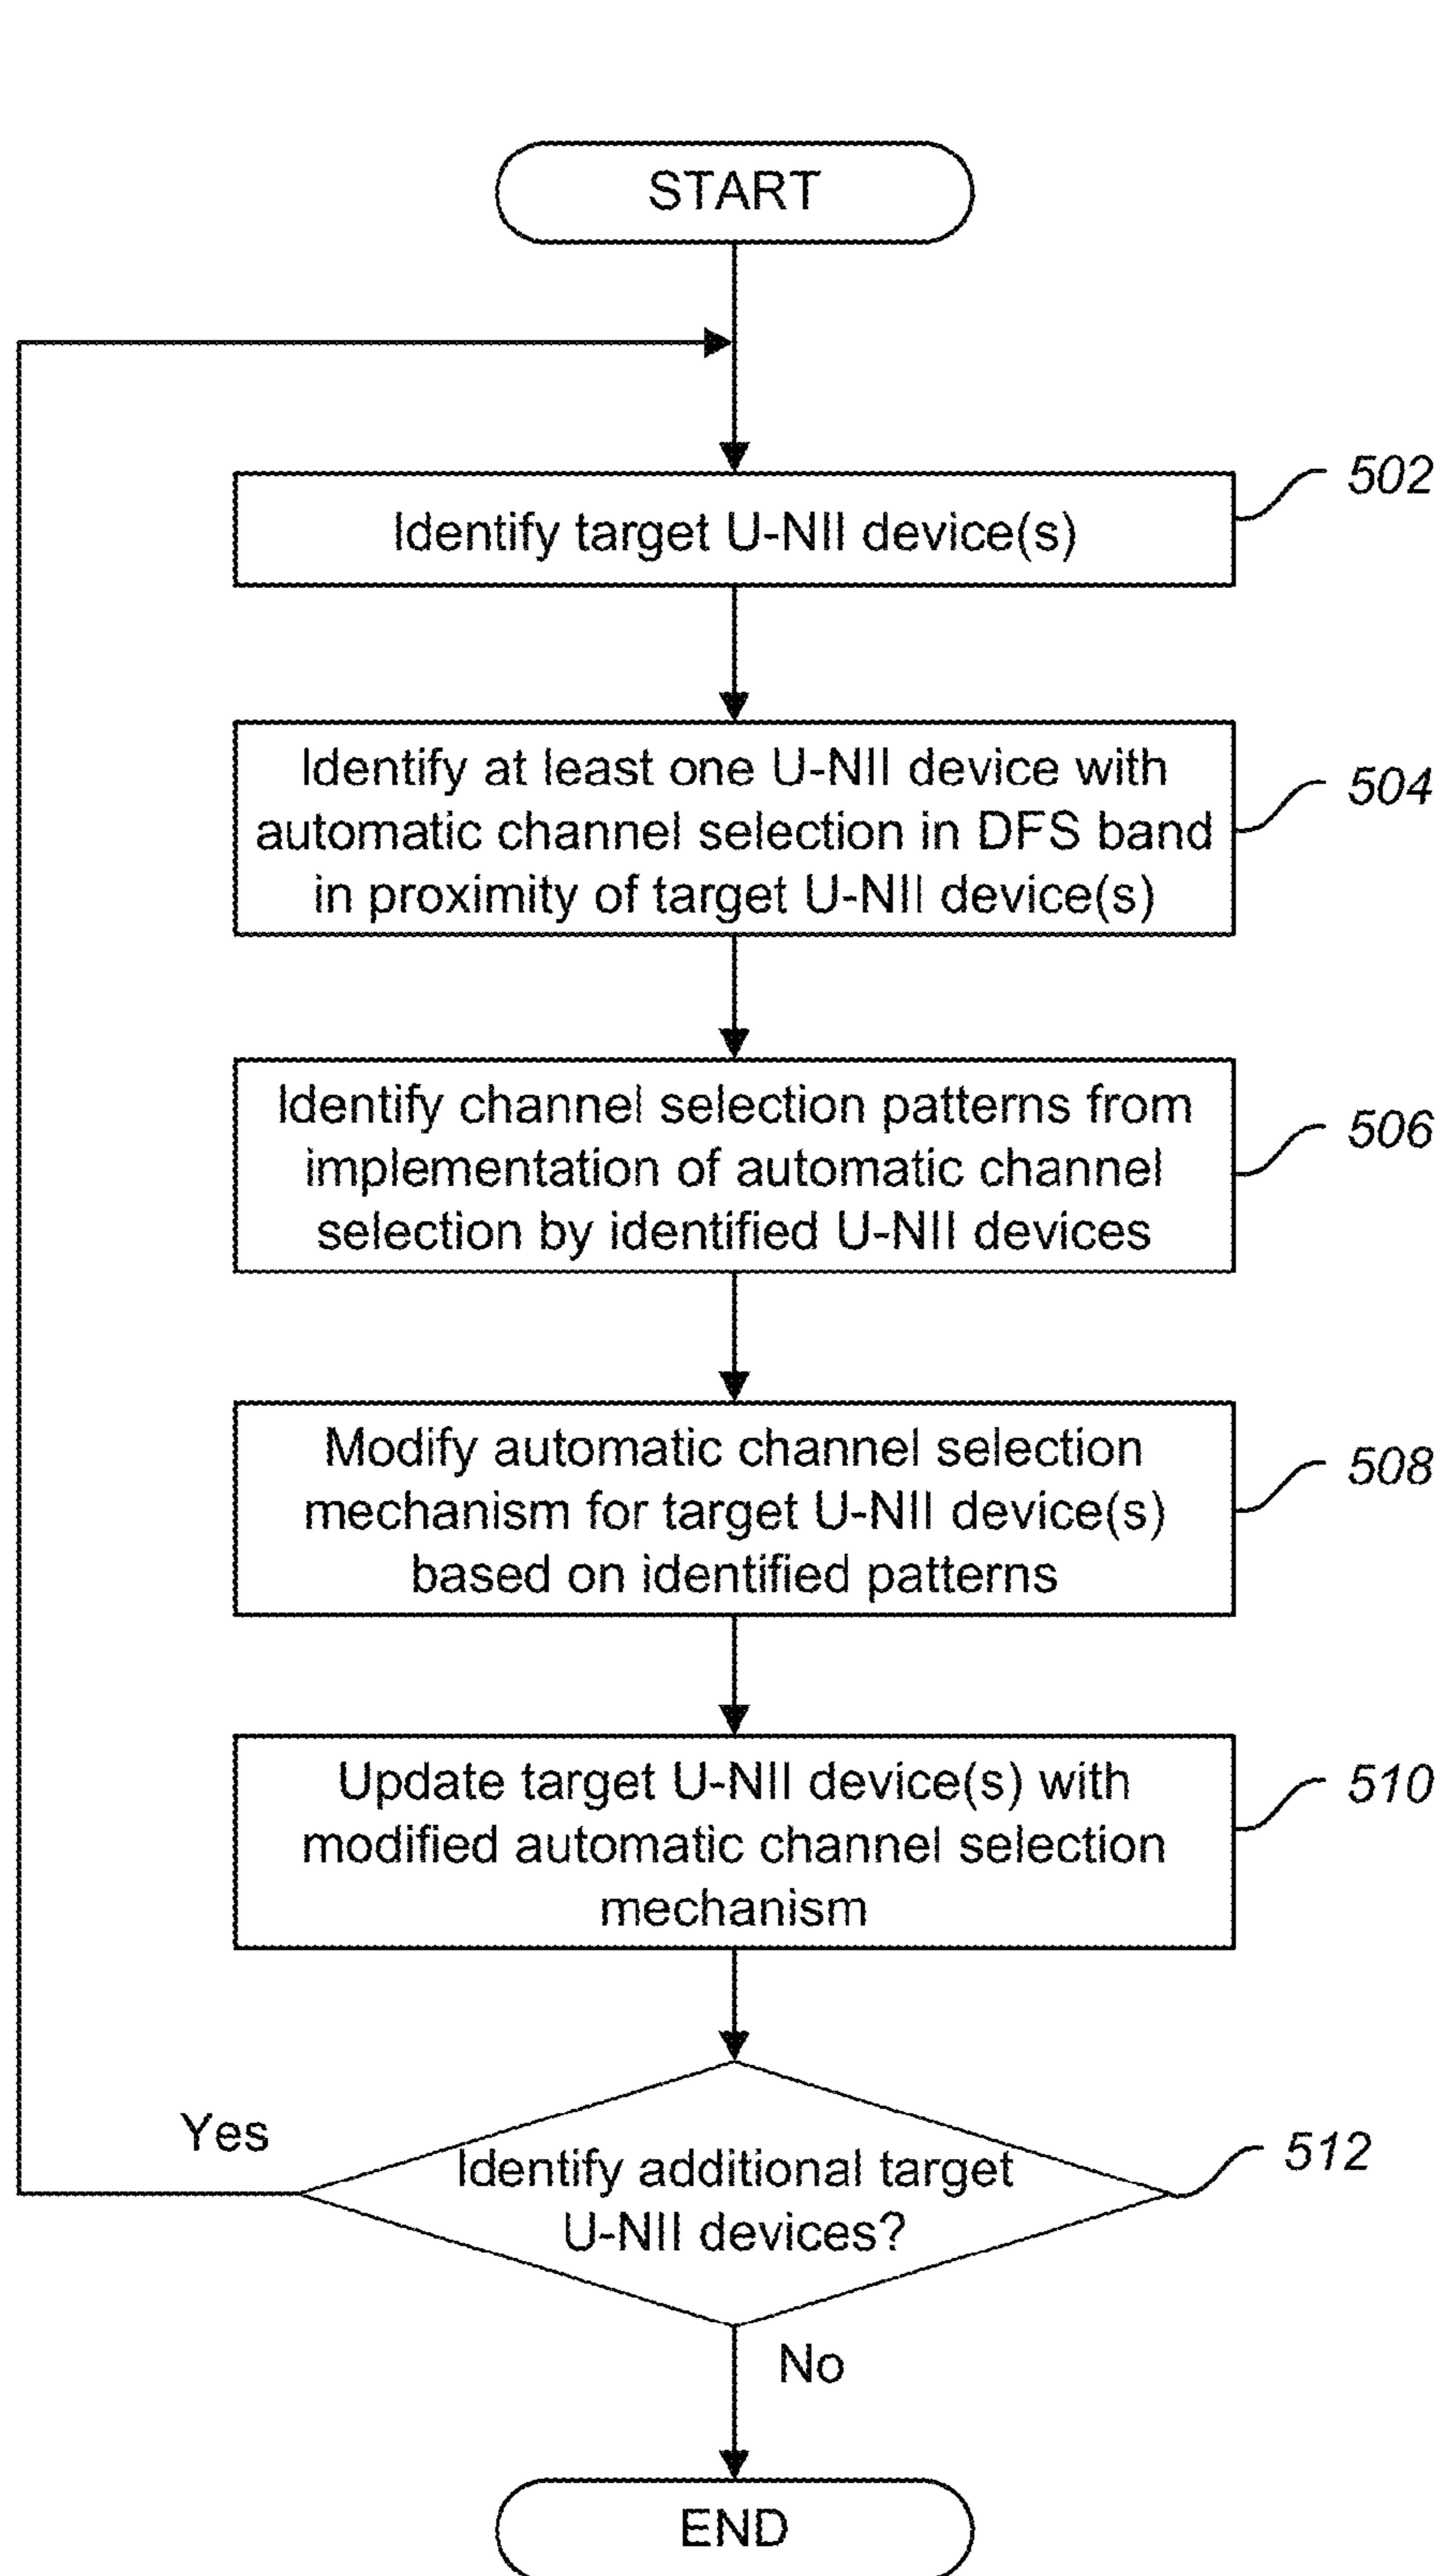 START
Identify target U-NII device(s)
502
Identify at least one U-NII device with
automatic channel selection in DFS band
in proximity of target U-NII device(s)
504
Identify channel selection patterns from
implementation of automatic channel
selection by identified U-NII devices
506
Modify automatic channel selection
mechanism for target U-NII device(s)
based on identified patterns
508
Update target U-NII device(s) with
modified automatic channel selection
mechanism
510
Yes
Identify additional target
U-NII devices?
512
No
END